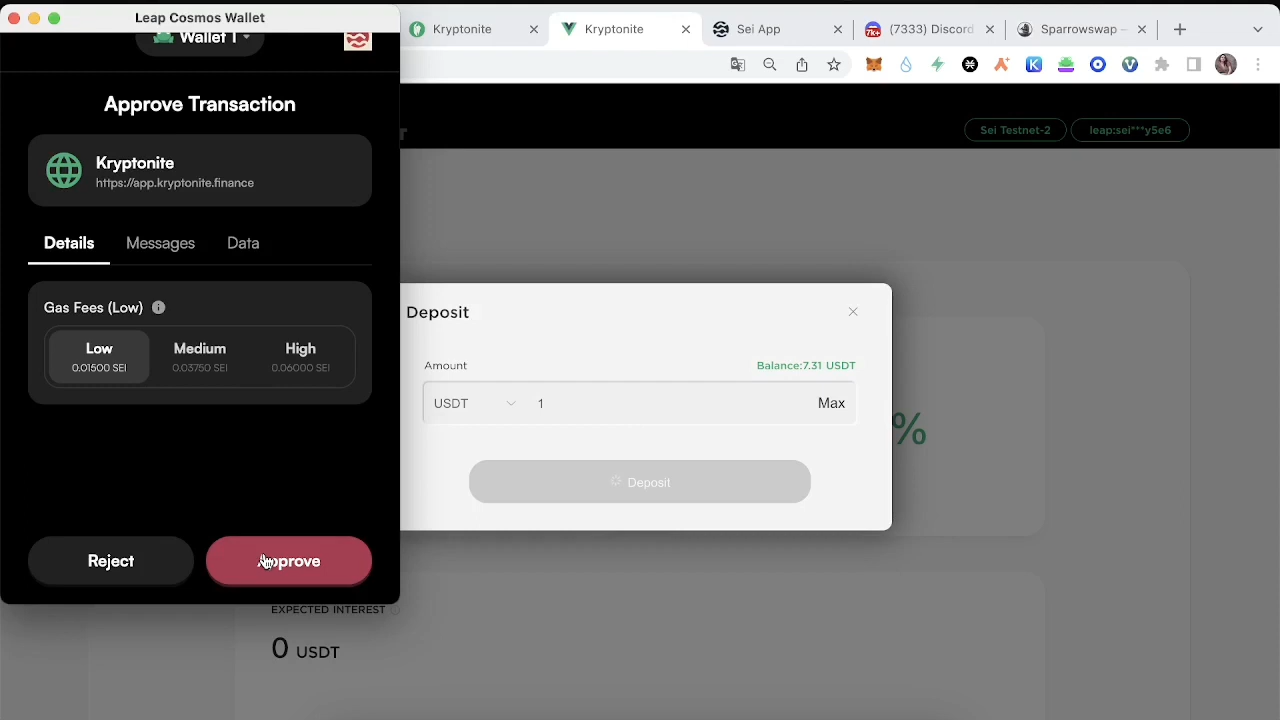 Leap Cosmos Wallet
Wallet 1
Approve Transaction
Kryptonite
https://app.kryptonite.finance
Details Messages Data
Gas Fees (Low)
Low Medium High
0.01500 SEI 0.03750 SEI 0.06000 SEI
Reject Approve
Kryptonite Kryptonite Sei App 7K+ (7333) Discord Sparrowswap –
Sei Testnet-2 leap:sei***y5e6
Deposit
Amount Balance:7.31 USDT
USDT 1 Max
Deposit
%
EXPECTED INTEREST
0 USDT